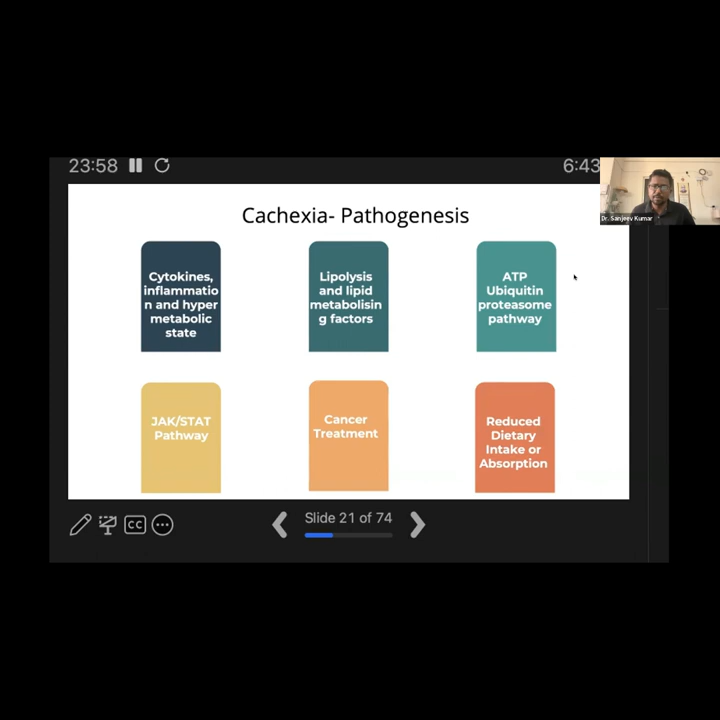 23:58
6:43
Dr. Sanjeev Kumar
Cachexia- Pathogenesis
Cytokines,
inflammatio
n and hyper
metabolic
state
Lipolysis
and lipid
metabolisin
g factors
ATP
Ubiquitin
proteasome
pathway
JAK/STAT
Pathway
Cancer
Treatment
Reduced
Dietary
Intake or
Absorption
CC
Slide 21 of 74